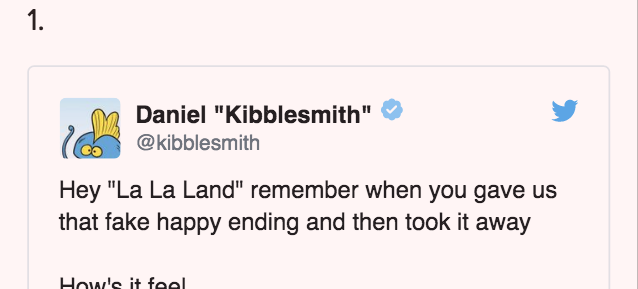 1.
Daniel "Kibblesmith"
@kibblesmith
Hey "La La Land" remember when you gave us
that fake happy ending and then took it away
How's it feel